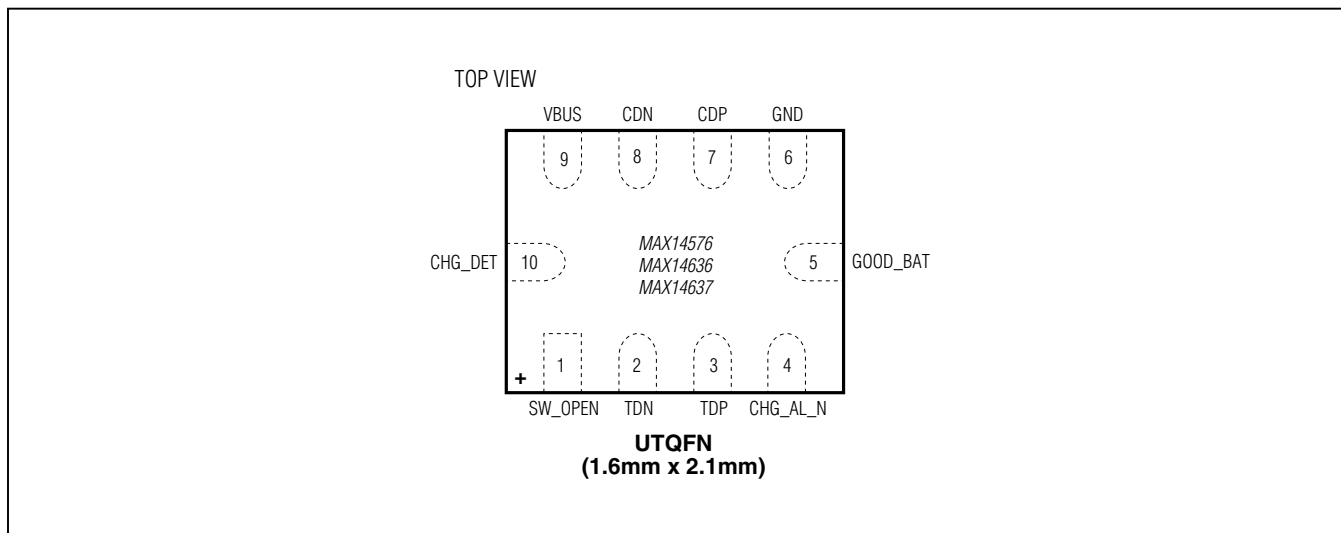 TOP VIEW
VBUS CDN CDP GND
9 8 7 6
MAX14576
CHG_DET 10 MAX14636 5 GOOD_BAT
MAX14637
1 2 3 4
+
SW_OPEN TDN TDP CHG_AL_N
UTQFN
(1.6mm x 2.1mm)